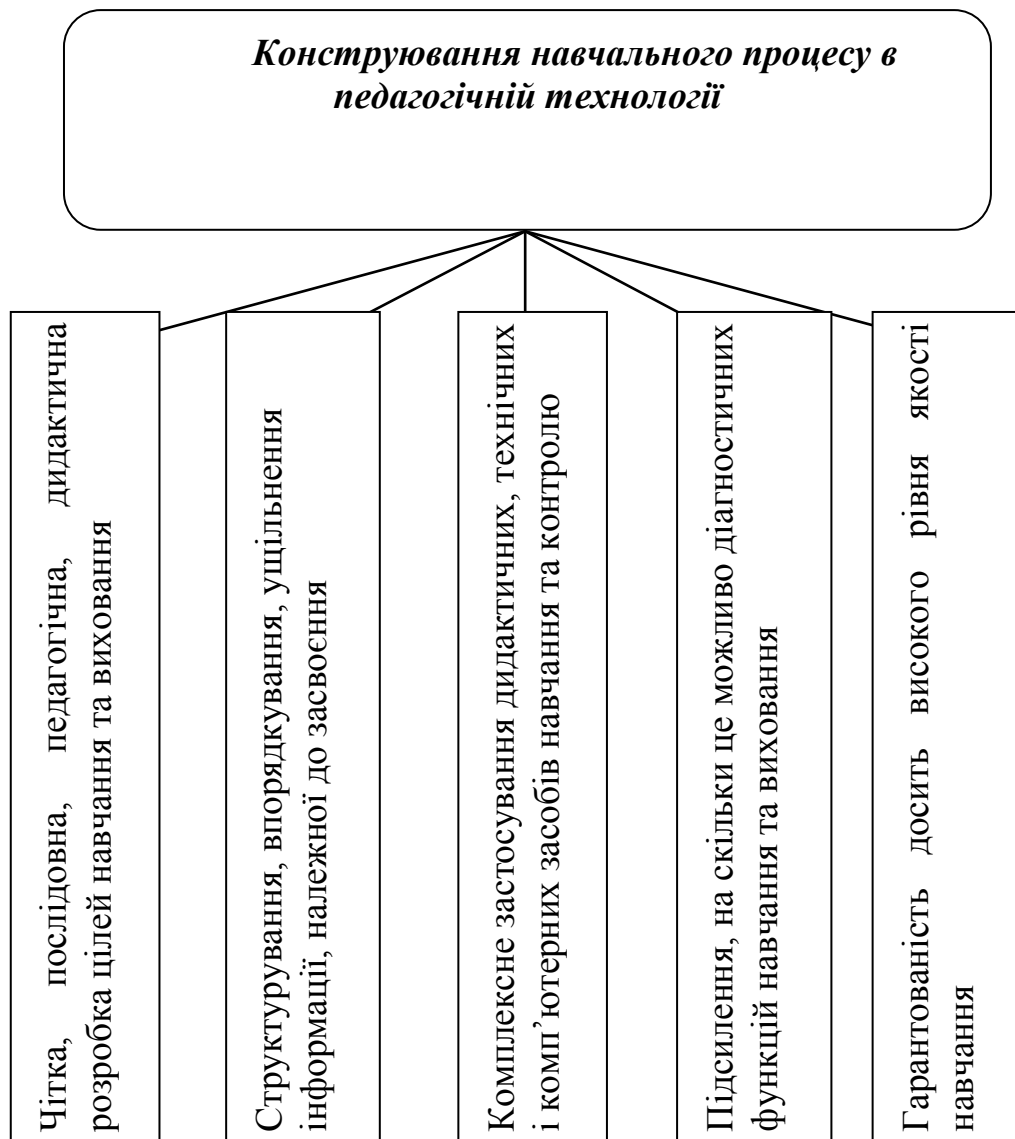 Конструювання навчального процесу в
педагогічній технології
Чітка, послідовна, педагогічна, дидактична
розробка цілей навчання та виховання
Структурування, впорядкування, ущільнення
інформації, належної до засвоєння
Комплексне застосування дидактичних, технічних
і комп’ютерних засобів навчання та контролю
Підсилення, на скільки це можливо діагностичних
функцій навчання та виховання
Гарантованість досить високого рівня якості
навчання